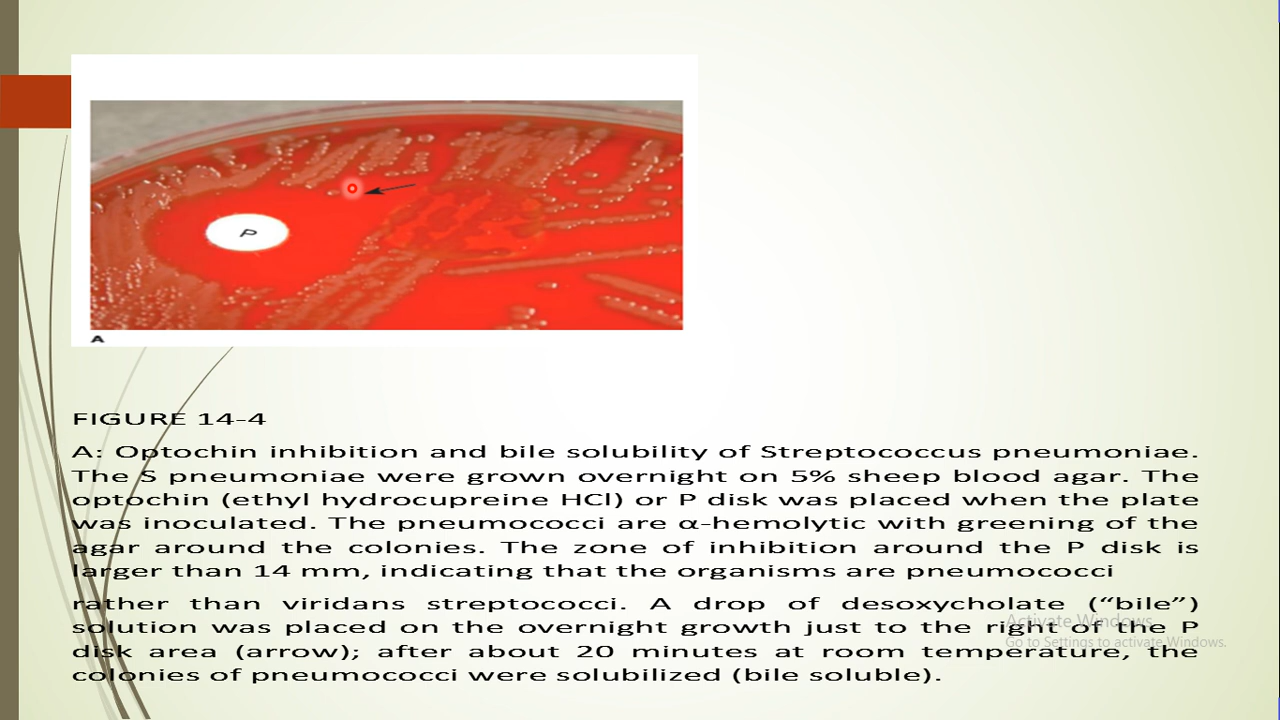 P
A
FIGURE 14-4
A: Optochin inhibition and bile solubility of Streptococcus pneumoniae.
The S pneumoniae were grown overnight on 5% sheep blood agar. The
optochin (ethyl hydrocupreine HCl) or P disk was placed when the plate
was inoculated. The pneumococci are α-hemolytic with greening of the
agar around the colonies. The zone of inhibition around the P disk is
larger than 14 mm, indicating that the organisms are pneumococci
rather than viridans streptococci. A drop of desoxycholate (“bile”)
solution was placed on the overnight growth just to the right of the P
disk area (arrow); after about 20 minutes at room temperature, the
colonies of pneumococci were solubilized (bile soluble).
Activate Windows
Go to Settings to activate Windows.